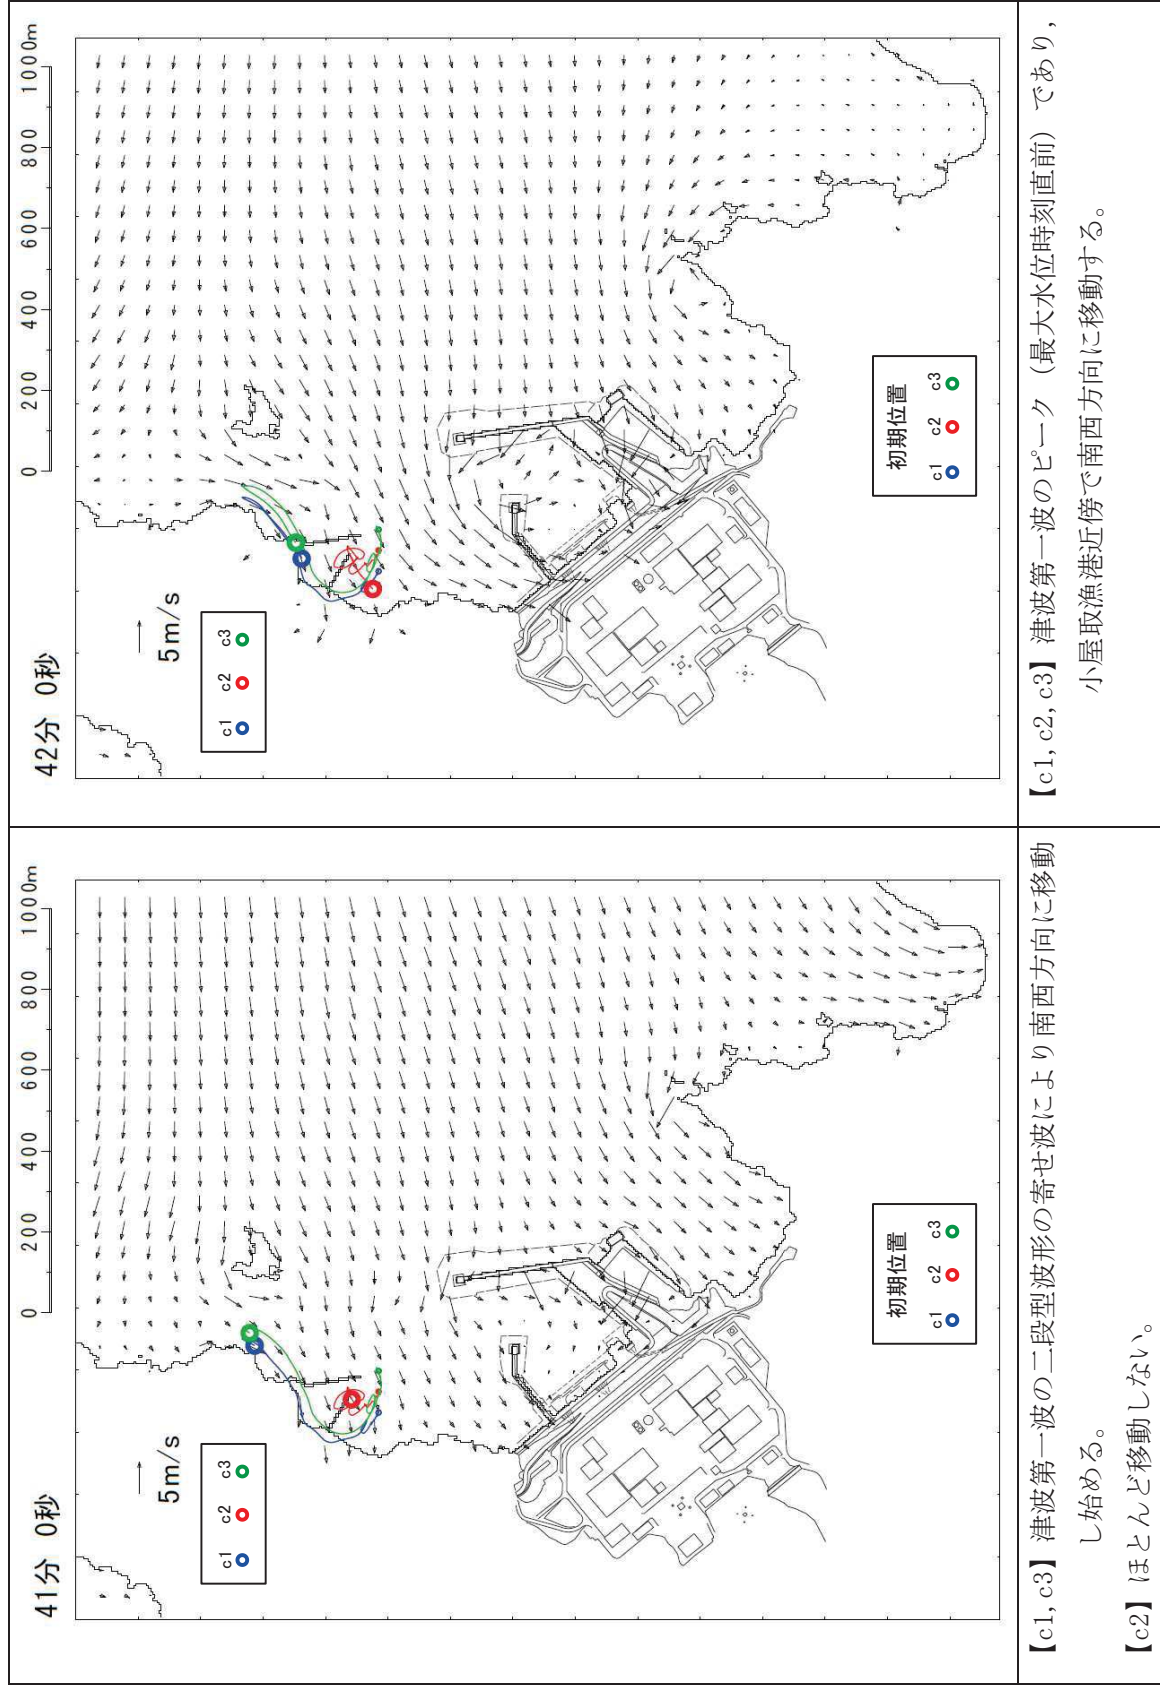 41分 0秒
0 200 400 600 800 1000m
5m/s
c1 c2 c3
初期位置
c1 c2 c3
【c1,c3】津波第一波の二段型波形の寄せ波により南西方向に移動
し始める。
【c2】ほとんど移動しない。
42分 0秒
0 200 400 600 800 1000m
5m/s
c1 c2 c3
初期位置
c1 c2 c3
【c1,c2,c3】津波第一波のピーク（最大水位時刻直前）であり，
小屋取漁港近傍で南西方向に移動する。